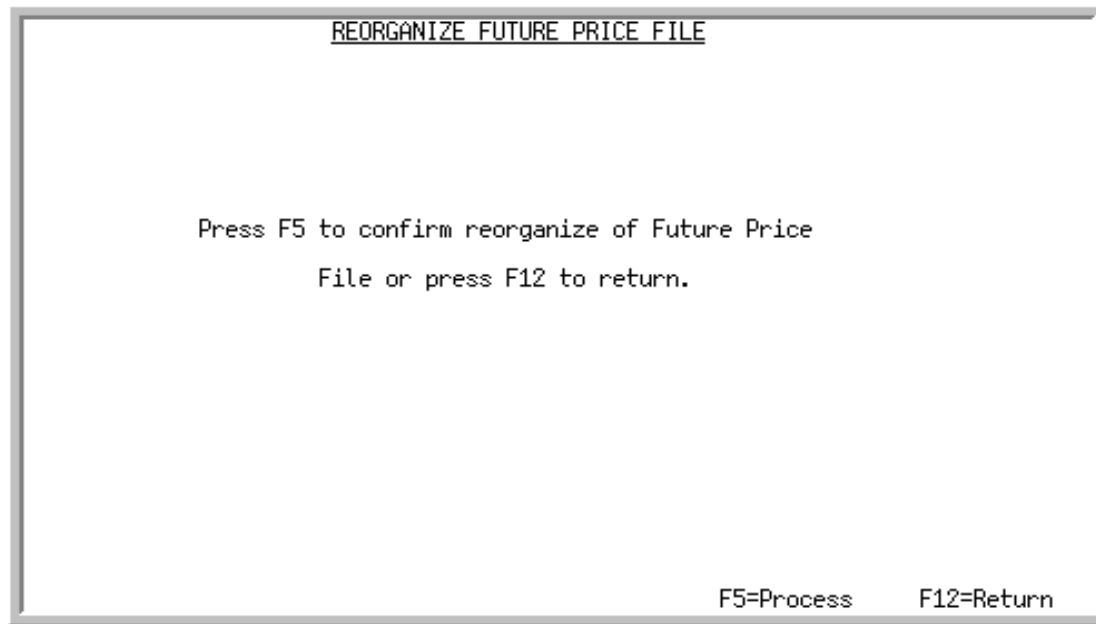 REORGANIZE FUTURE PRICE FILE
Press F5 to confirm reorganize of Future Price
File or press F12 to return.
F5=Process F12=Return